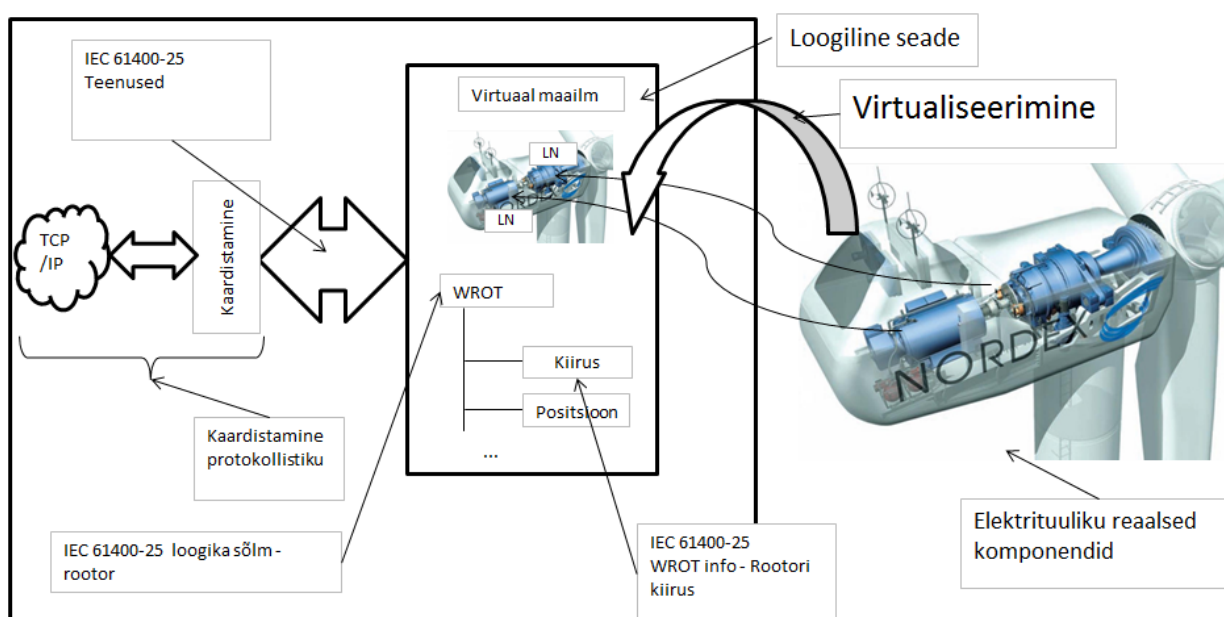 IEC 61400-25
Teenused
Loogiline seade
Virtuaal maailm
Virtualiseerimine
LN
LN
TCP
/IP
Kaardistamine
WROT
Kiirus
Positsioon
...
NORDEX
NORDEX
Kaardistamine
protokollistiku
IEC 61400-25 loogika sõlm -
rootor
IEC 61400-25
WROT info - Rootori
kiirus
Elektrituuliku reaalsed
komponendid